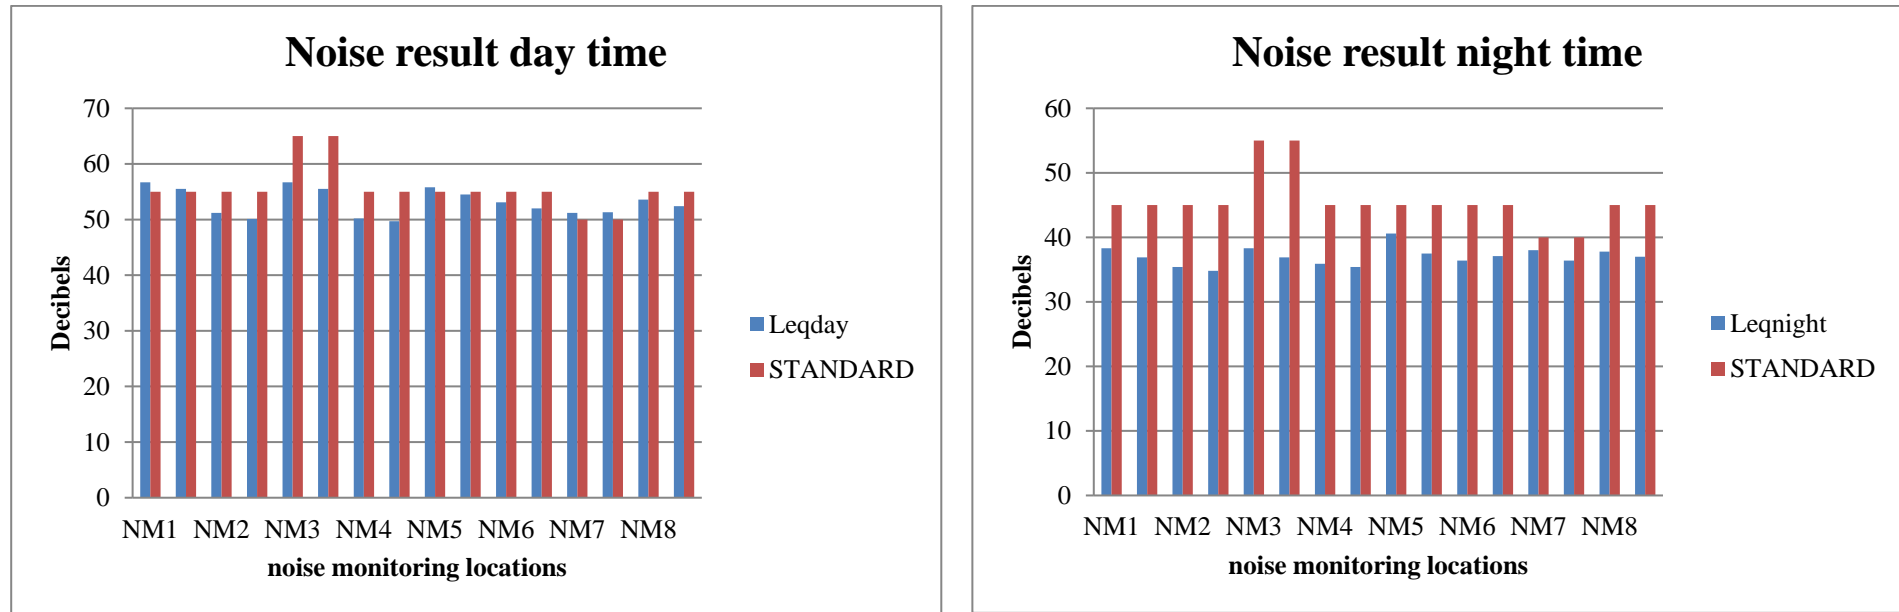 Noise result day time
70
60
50
40
30
20
10
0
Decibels
NM1 NM2 NM3 NM4 NM5 NM6 NM7 NM8
noise monitoring locations
Leqday
STANDARD
Noise result night time
60
50
40
30
20
10
0
Decibels
NM1 NM2 NM3 NM4 NM5 NM6 NM7 NM8
noise monitoring locations
Leqnight
STANDARD